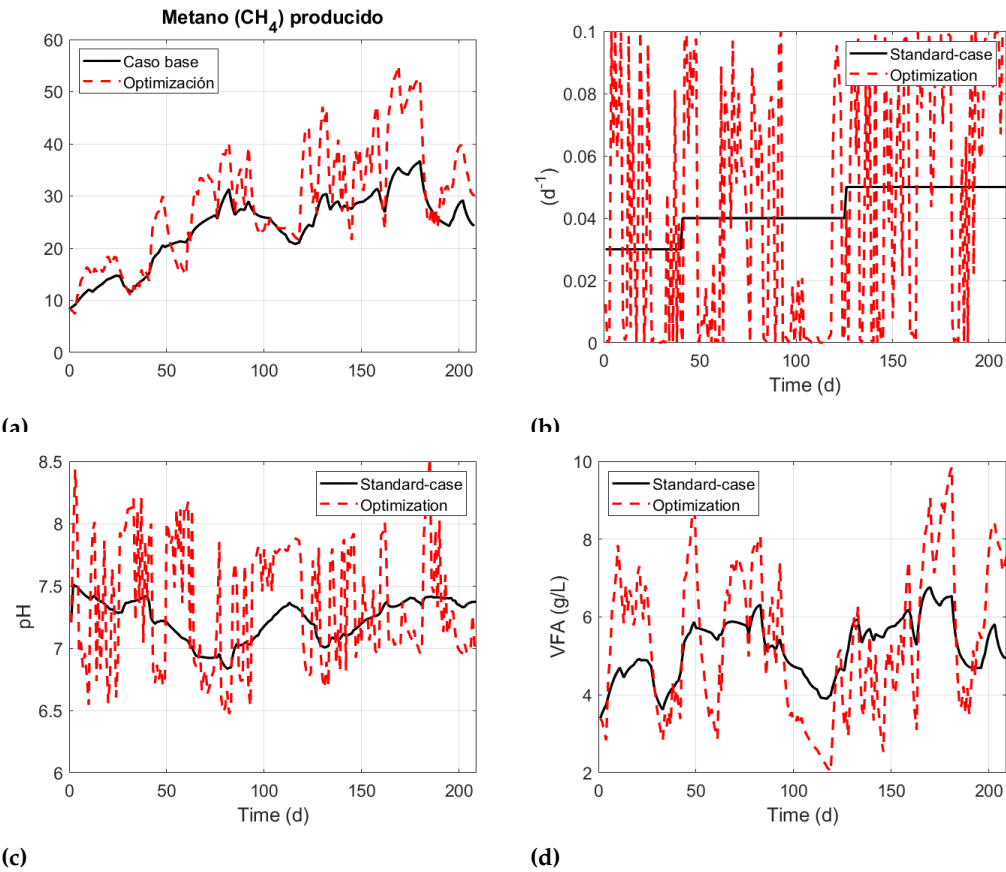 Metano (CH4) producido
60
50
40
30
20
10
0
0 50 100 150 200
Caso base
Optimización
(a)
0.1
0.08
0.06
0.04
0.02
0
(d-1)
0 50 100 150 200
Time (d)
Standard-case
Optimization
(b)
8.5
8
7.5
7
6.5
6
pH
0 50 100 150 200
Time (d)
Standard-case
Optimization
(c)
10
8
6
4
2
VFA (g/L)
0 50 100 150 200
Time (d)
Standard-case
Optimization
(d)